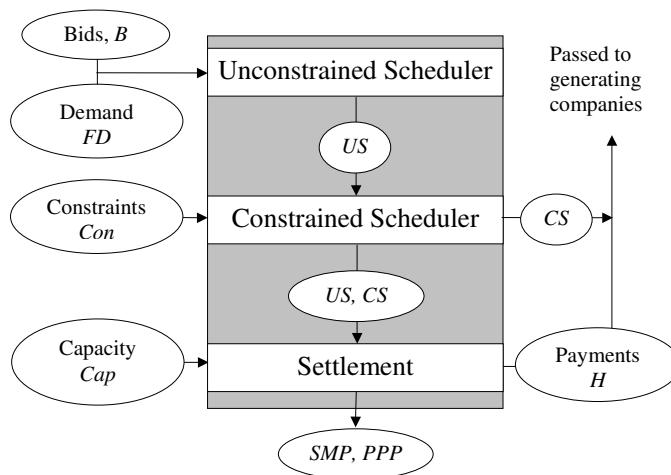 Bids, B
Unconstrained Scheduler
Passed to
generating
companies
Demand
FD
US
Constraints
Con
Constrained Scheduler
CS
US, CS
Capacity
Cap
Settlement
Payments
H
SMP, PPP